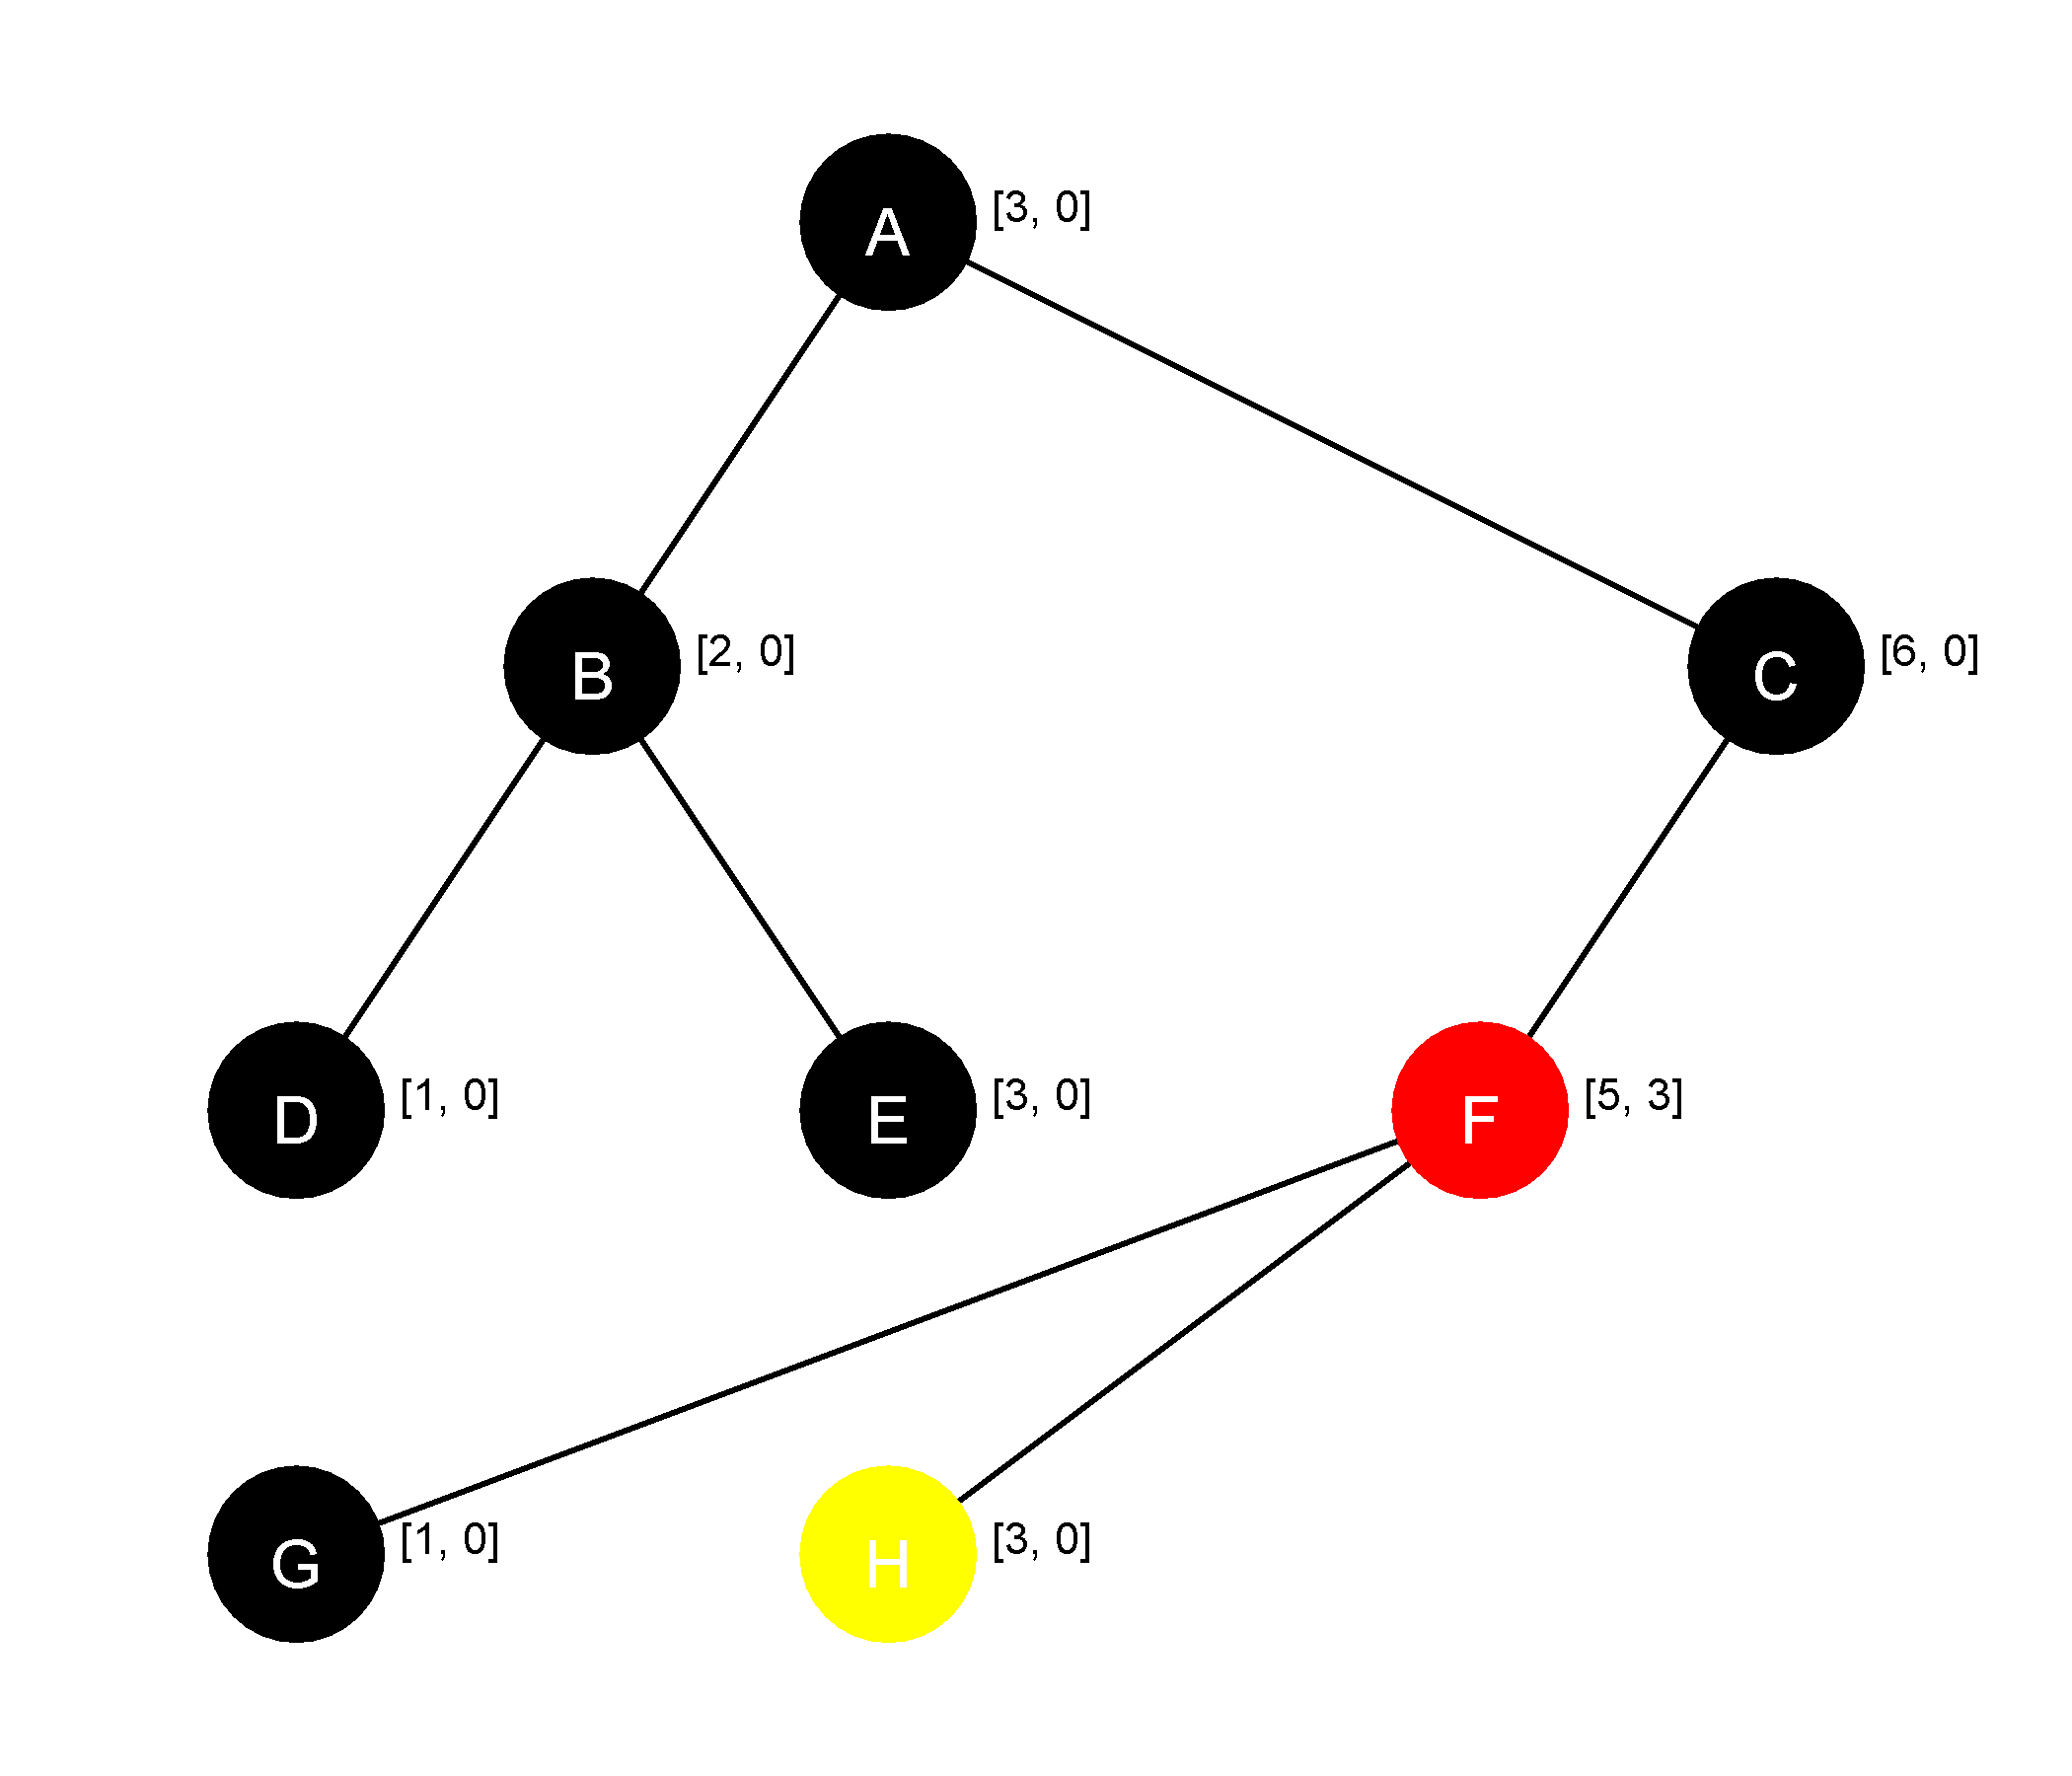 A [3, 0]
B [2, 0] C [6, 0]
D [1, 0] E [3, 0] F [5, 3]
G [1, 0] H [3, 0]